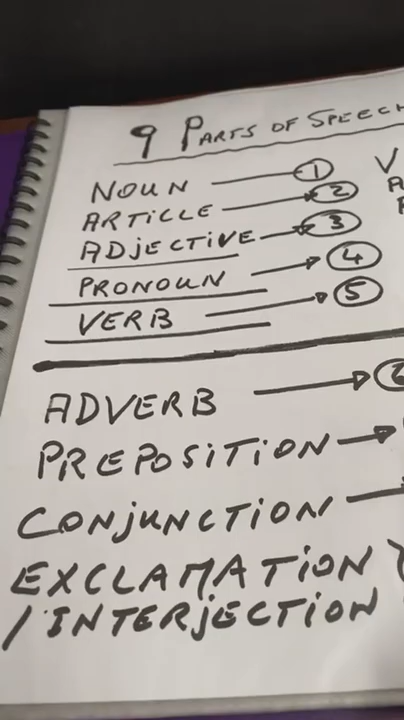 9 PARTS OF SPEECH
NOUN 1
ARTiCLE 2
ADjECTiVE 3
PRONOUN 4
VERB 5
ADVERB 6
PREPOSiTiON
CONjUNCTiON
EXCLAMATiON
/iNTERjECTiON